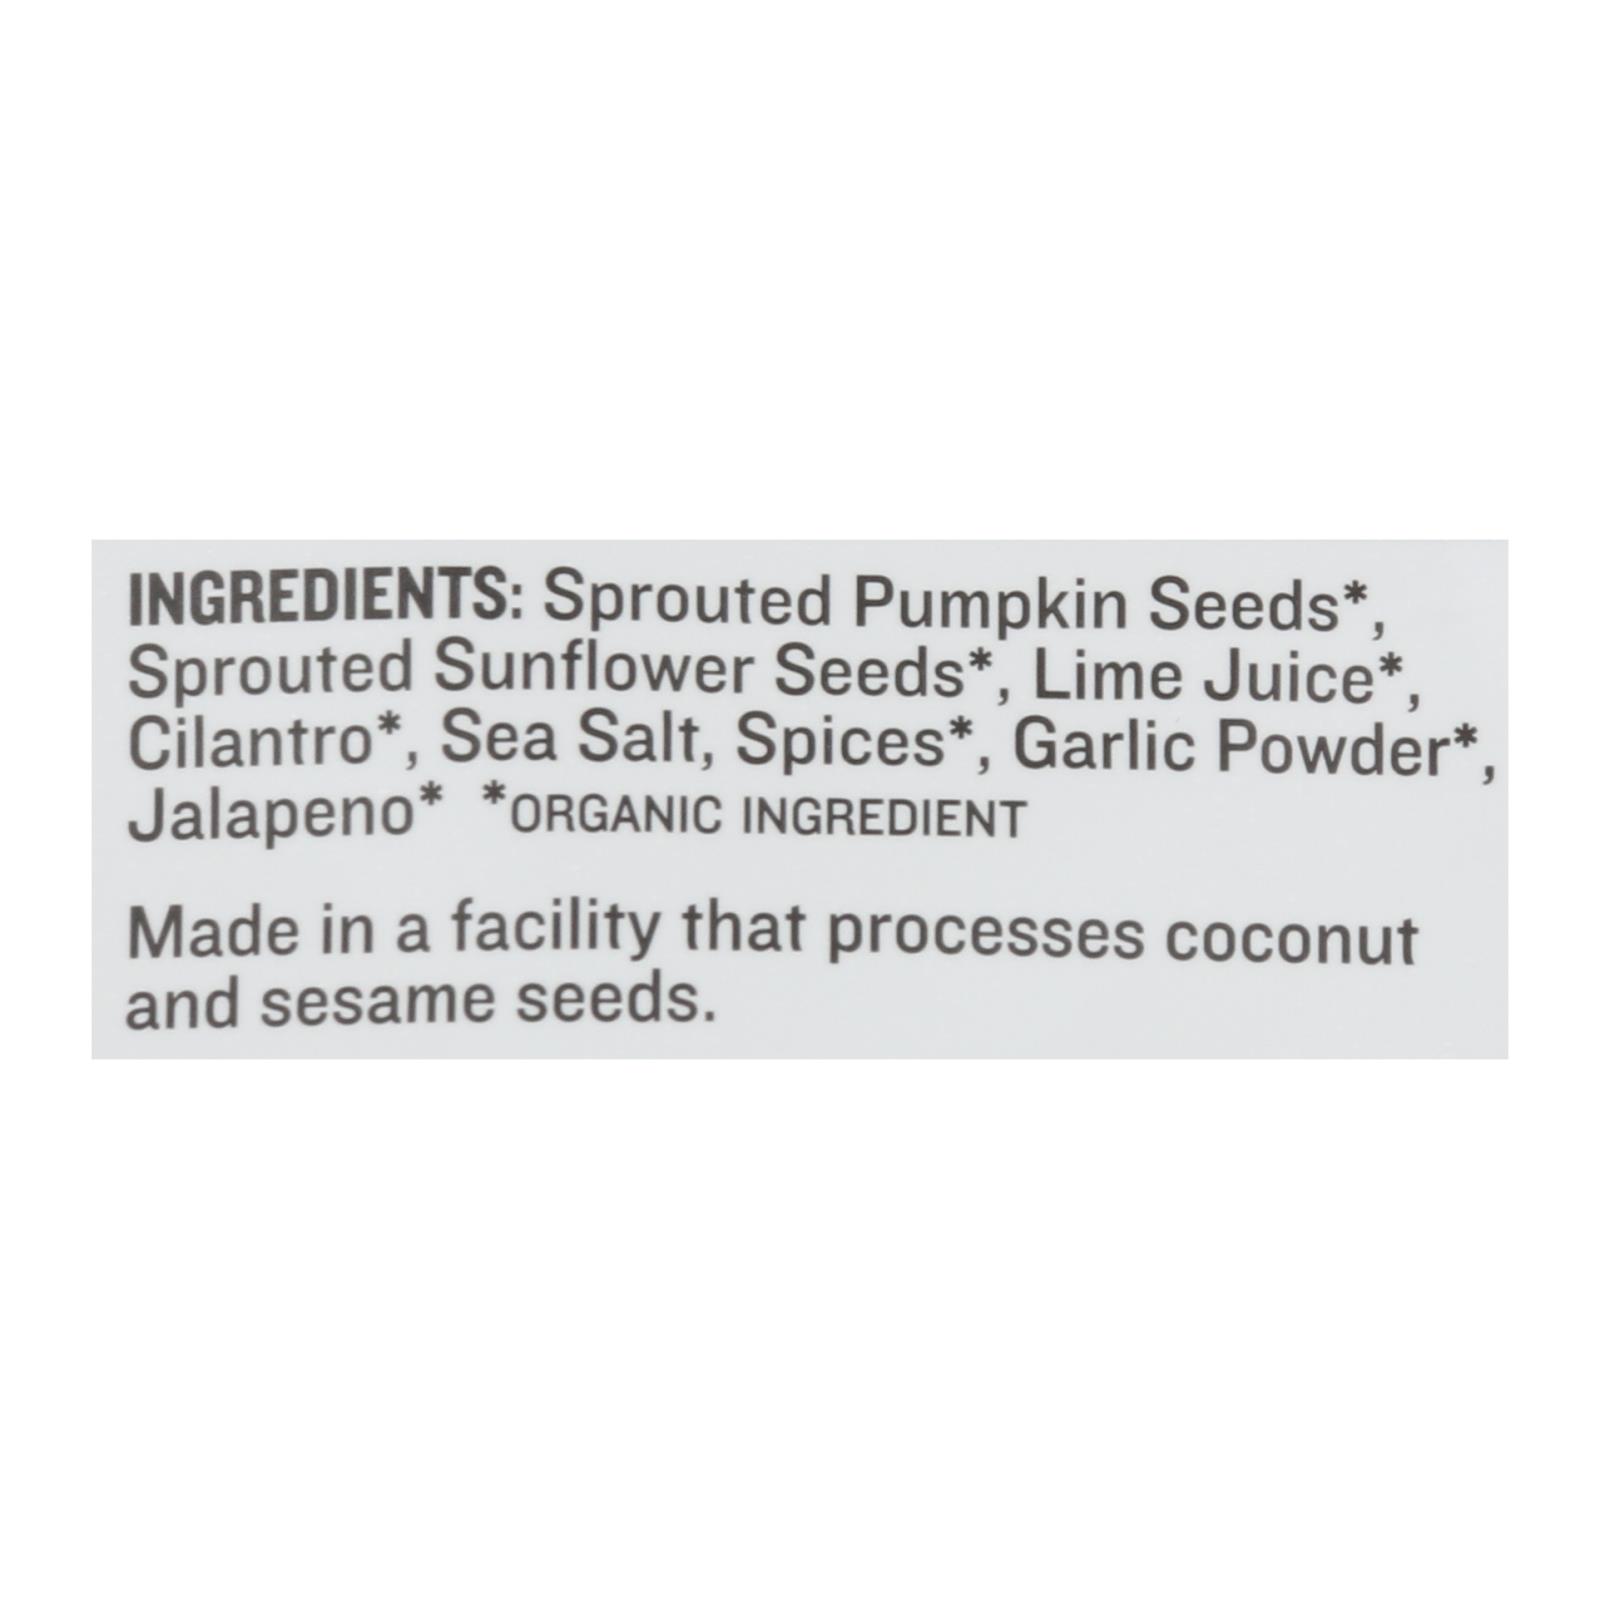 INGREDIENTS: Sprouted Pumpkin Seeds*,
Sprouted Sunflower Seeds*, Lime Juice*,
Cilantro*, Sea Salt, Spices*, Garlic Powder*,
Jalapeno* *ORGANIC INGREDIENT
Made in a facility that processes coconut
and sesame seeds.